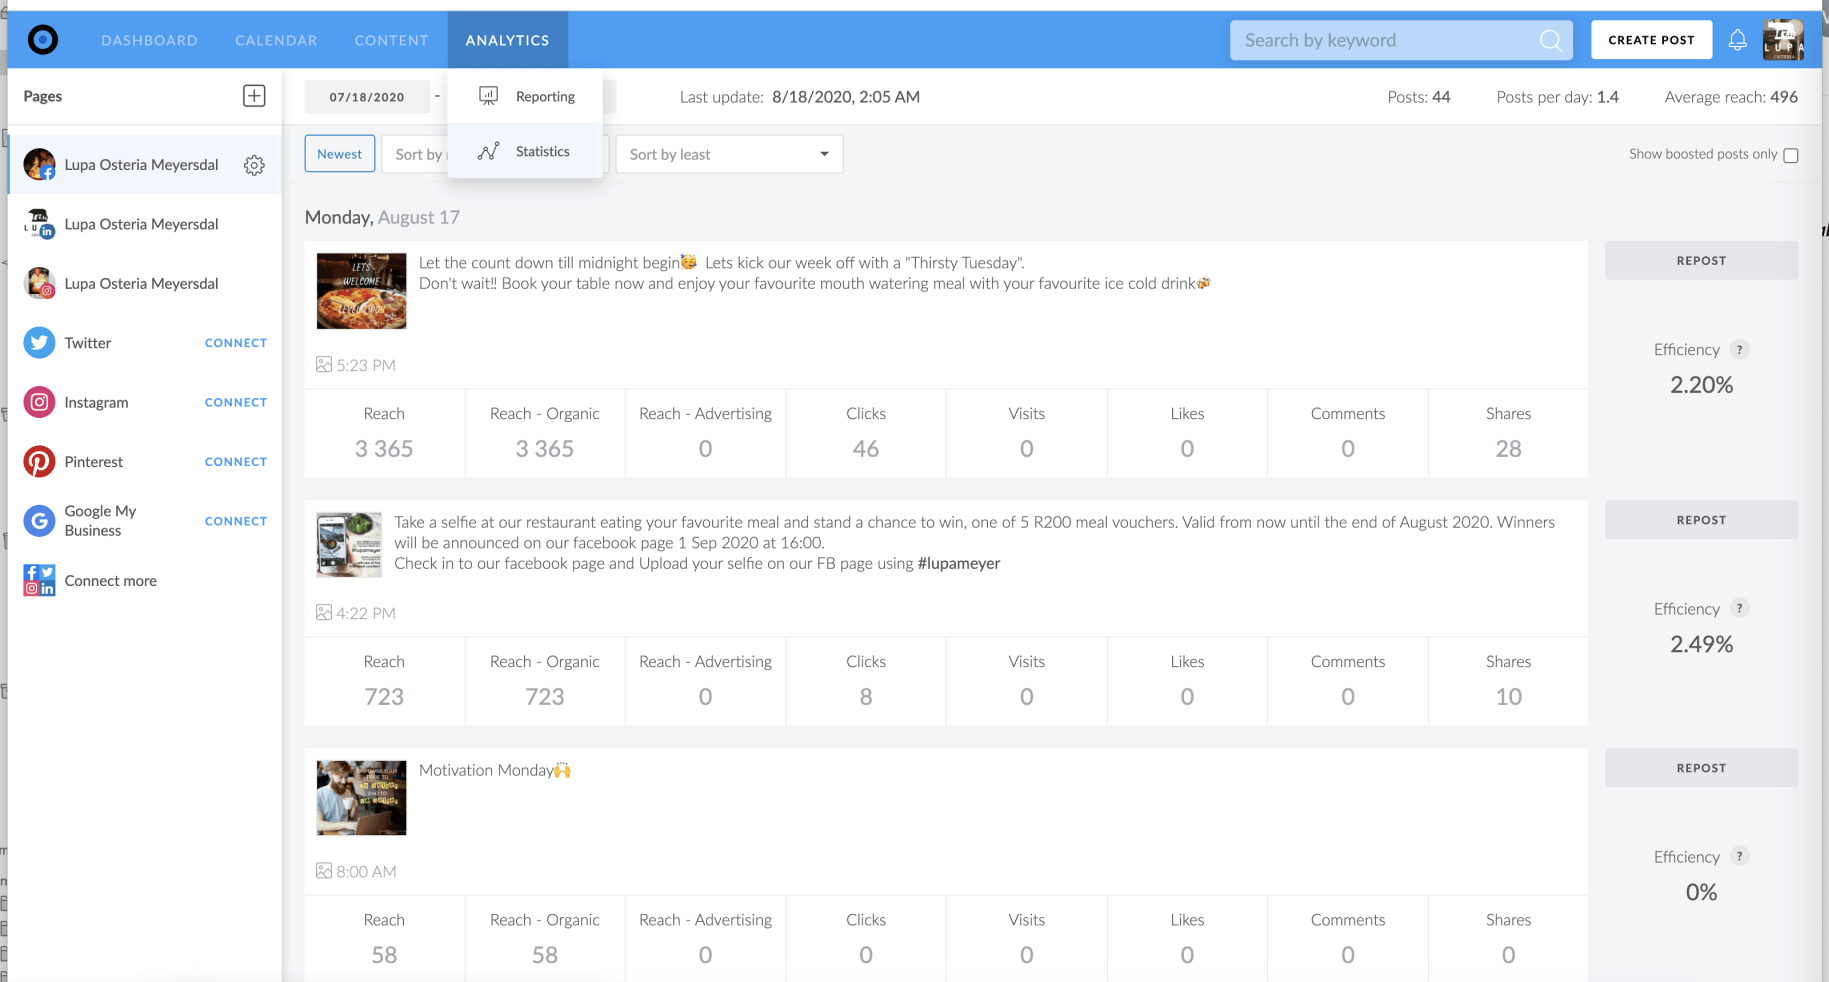 DASHBOARD CALENDAR CONTENT ANALYTICS Search by keyword CREATE POST
LUPA
OSTERIA
Pages
07/18/2020 -
Reporting
Last update: 8/18/2020, 2:05 AM
Posts: 44 Posts per day: 1.4 Average reach: 496
Newest
Sort by
Statistics
Sort by least
Show boosted posts only
Lupa Osteria Meyersdal
Lupa Osteria Meyersdal
Lupa Osteria Meyersdal
Twitter CONNECT
Instagram CONNECT
Pinterest CONNECT
Google My
Business
CONNECT
Connect more
Monday, August 17
LET'S
WELCOME
Let the count down till midnight begin🥳 Lets kick our week off with a "Thirsty Tuesday".
Don't wait!! Book your table now and enjoy your favourite mouth watering meal with your favourite ice cold drink🍻
5:23 PM
REPOST
Efficiency ?
2.20%
Reach Reach - Organic Reach - Advertising Clicks Visits Likes Comments Shares
3 365 3 365 0 46 0 0 0 28
#lupameyer
Take a selfie at our restaurant eating your favourite meal and stand a chance to win, one of 5 R200 meal vouchers. Valid from now until the end of August 2020. Winners
will be announced on our facebook page 1 Sep 2020 at 16:00.
Check in to our facebook page and Upload your selfie on our FB page using #lupameyer
4:22 PM
REPOST
Efficiency ?
2.49%
Reach Reach - Organic Reach - Advertising Clicks Visits Likes Comments Shares
723 723 0 8 0 0 0 10
Motivation Monday🙌
8:00 AM
REPOST
Efficiency ?
0%
Reach Reach - Organic Reach - Advertising Clicks Visits Likes Comments Shares
58 58 0 0 0 0 0 0